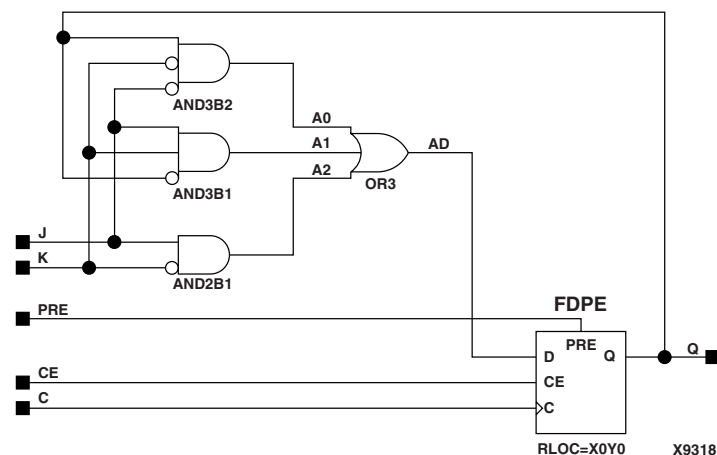 AND3B2
A0
A1
AD
A2
OR3
AND3B1
J
K
AND2B1
PRE
FDPE
PRE
D
Q
Q
CE
CE
C
C
RLOC=X0Y0
X9318